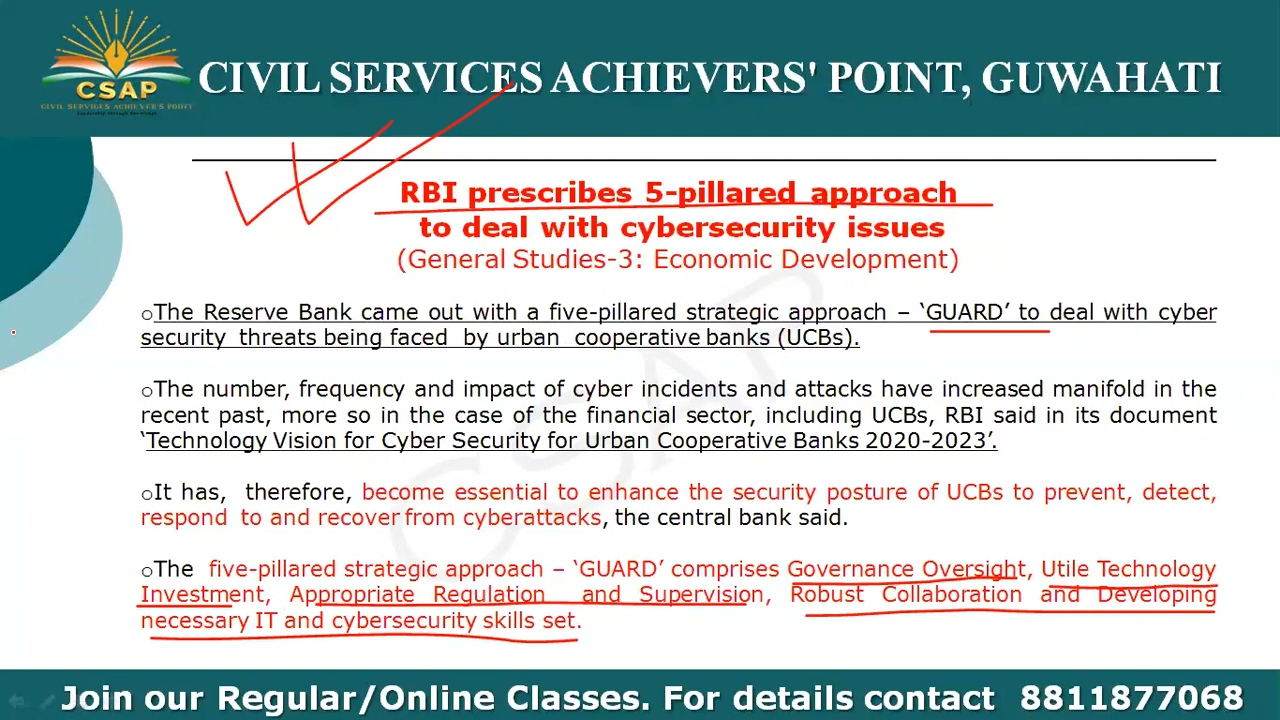 CSAP
CIVIL SERVICES ACHIEVER'S POINT
CIVIL SERVICES ACHIEVERS' POINT, GUWAHATI
RBI prescribes 5-pillared approach
to deal with cybersecurity issues
(General Studies-3: Economic Development)
oThe Reserve Bank came out with a five-pillared strategic approach – ‘GUARD’ to deal with cyber
security threats being faced by urban cooperative banks (UCBs).
oThe number, frequency and impact of cyber incidents and attacks have increased manifold in the
recent past, more so in the case of the financial sector, including UCBs, RBI said in its document
‘Technology Vision for Cyber Security for Urban Cooperative Banks 2020-2023’.
oIt has, therefore, become essential to enhance the security posture of UCBs to prevent, detect,
respond to and recover from cyberattacks, the central bank said.
oThe five-pillared strategic approach – ‘GUARD’ comprises Governance Oversight, Utile Technology
Investment, Appropriate Regulation and Supervision, Robust Collaboration and Developing
necessary IT and cybersecurity skills set.
CSAP
Join our Regular/Online Classes. For details contact 8811877068